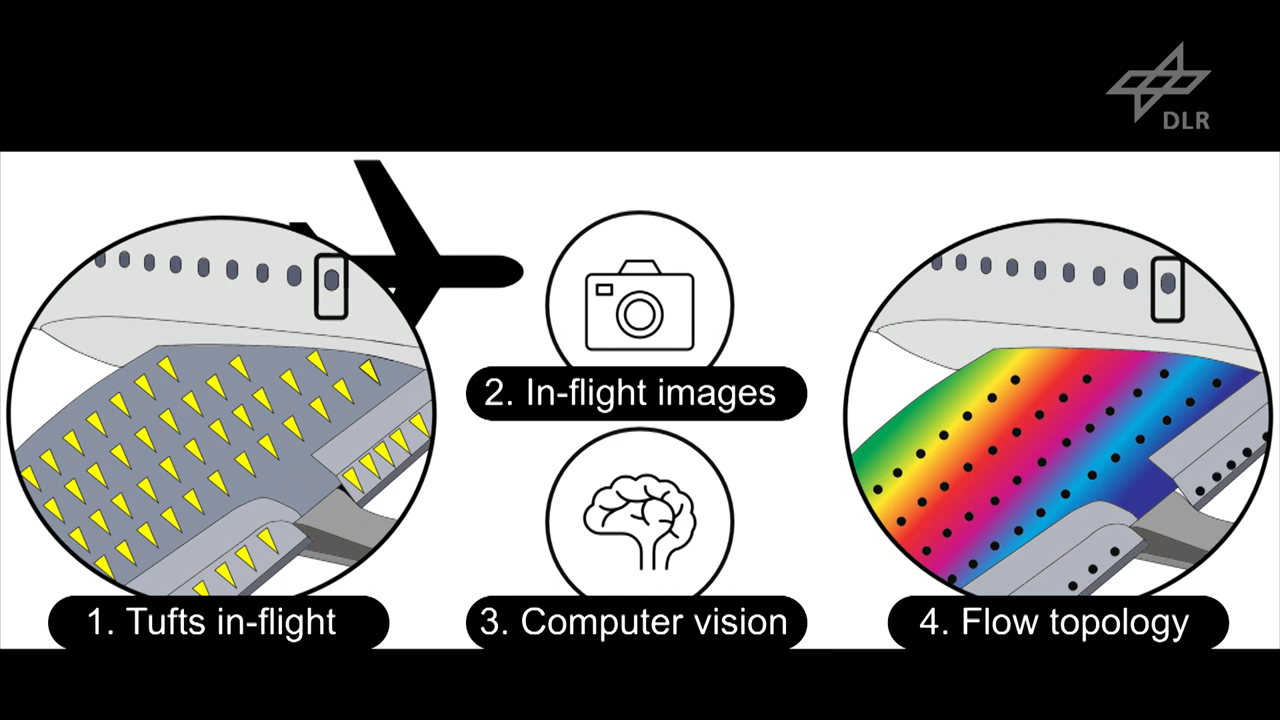 DLR
2. In-flight images
1. Tufts in-flight
3. Computer vision
4. Flow topology